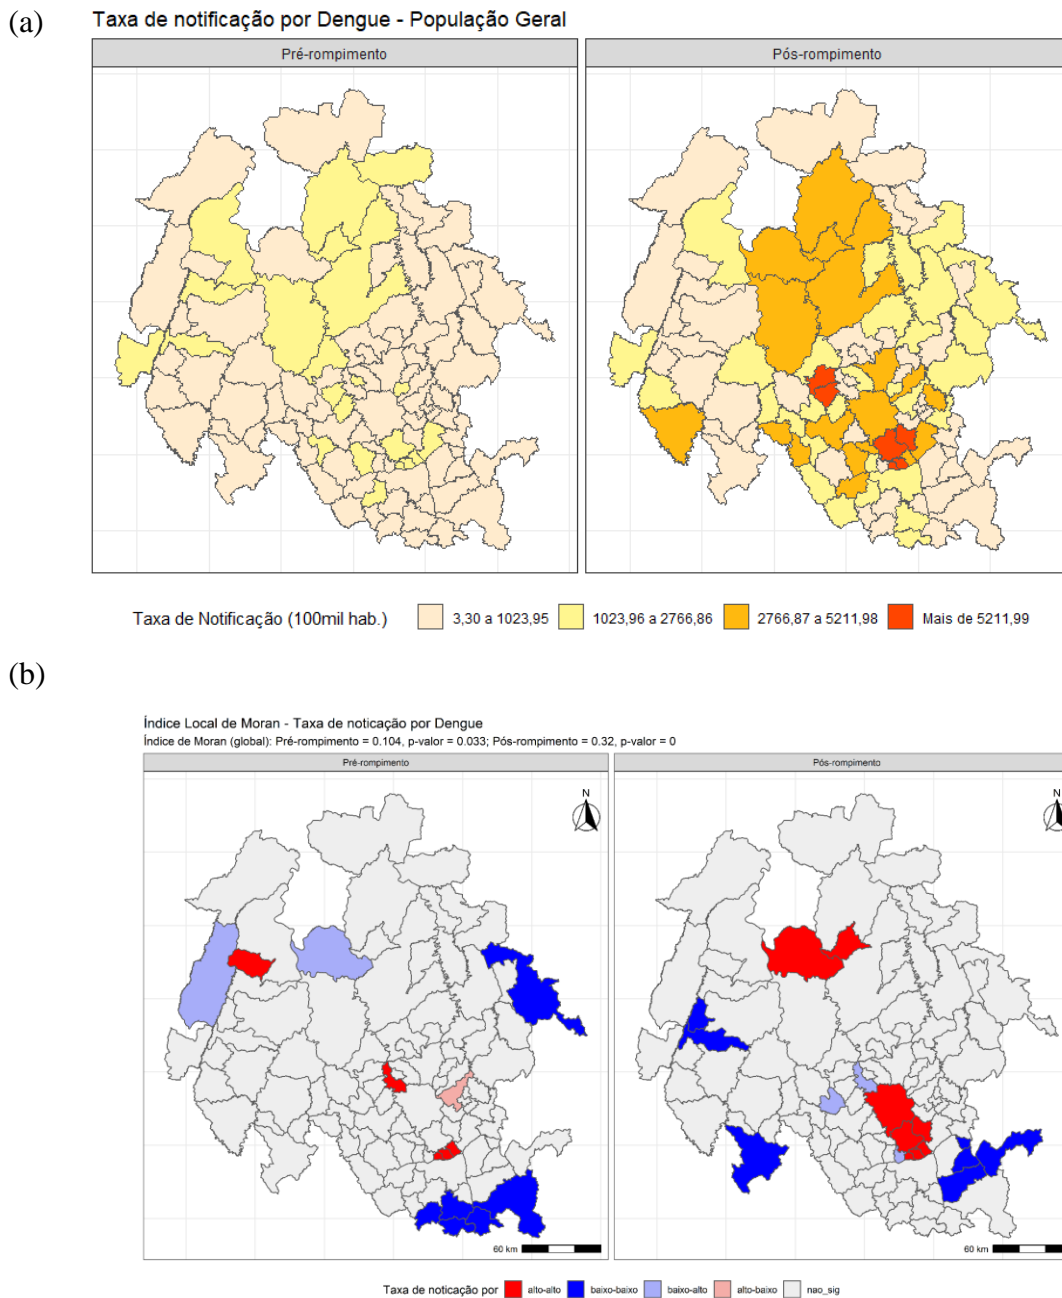 (a)
Taxa de notificação por Dengue - População Geral
Pré-rompimento
Pós-rompimento
Taxa de Notificação (100mil hab.)
3,30 a 1023,95
1023,96 a 2766,86
2766,87 a 5211,98
Mais de 5211,99
(b)
Índice Local de Moran - Taxa de noticação por Dengue
Índice de Moran (global): Pré-rompimento = 0.104, p-valor = 0.033; Pós-rompimento = 0.32, p-valor = 0
Pré-rompimento
Pós-rompimento
N
N
60 km
60 km
Taxa de noticação por
alto-alto
baixo-baixo
baixo-alto
alto-baixo
nao_sig